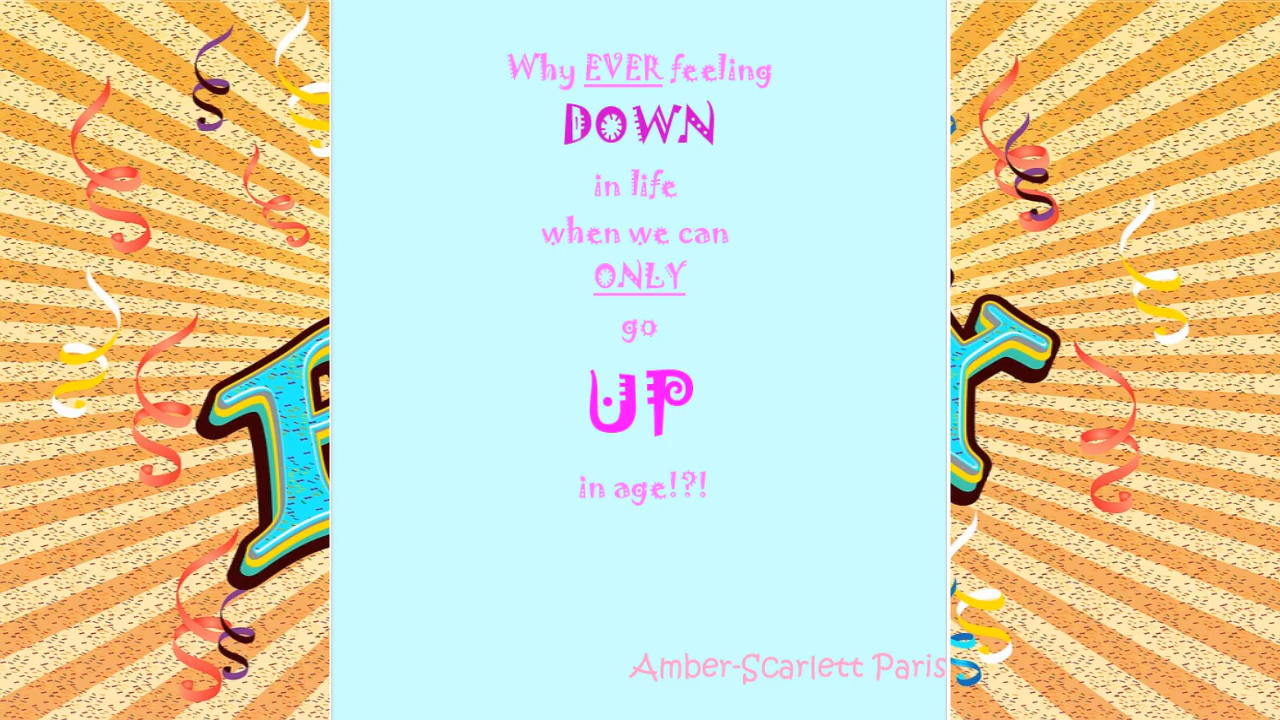 Why EVER feeling
DOWN
in life
when we can
ONLY
go
UP
in age!?!
Amber-Scarlett Paris